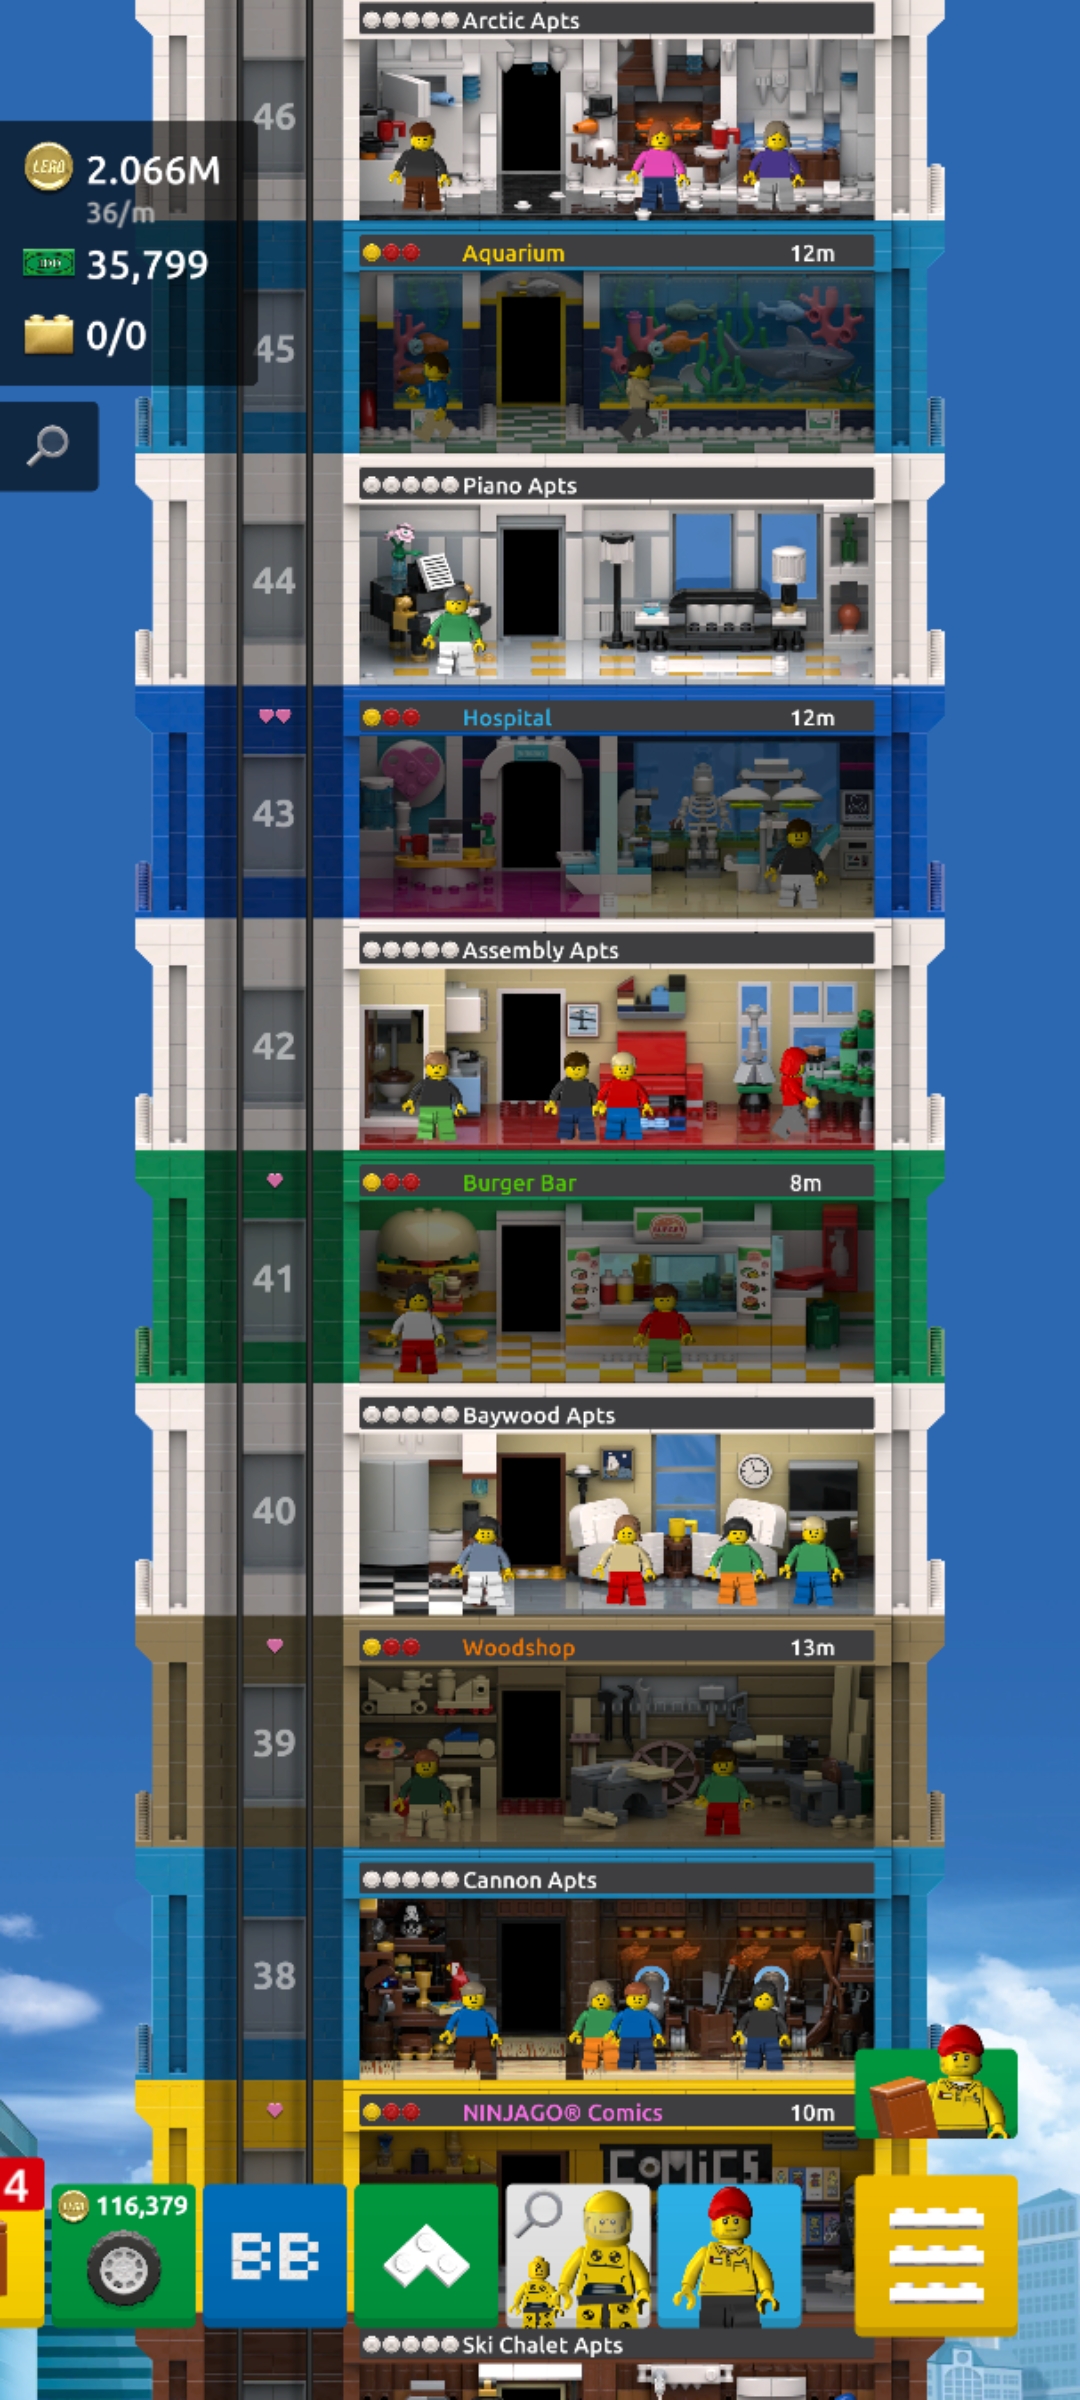 Arctic Apts
46
LEGO 2.066M
36/m
35,799
0/0
Aquarium 12m
45
Piano Apts
44
Hospital 12m
43
Assembly Apts
42
Burger Bar 8m
41
Baywood Apts
40
Woodshop 13m
39
Cannon Apts
38
NINJAGO® Comics 10m
COMICS
4
116,379
BB
Ski Chalet Apts